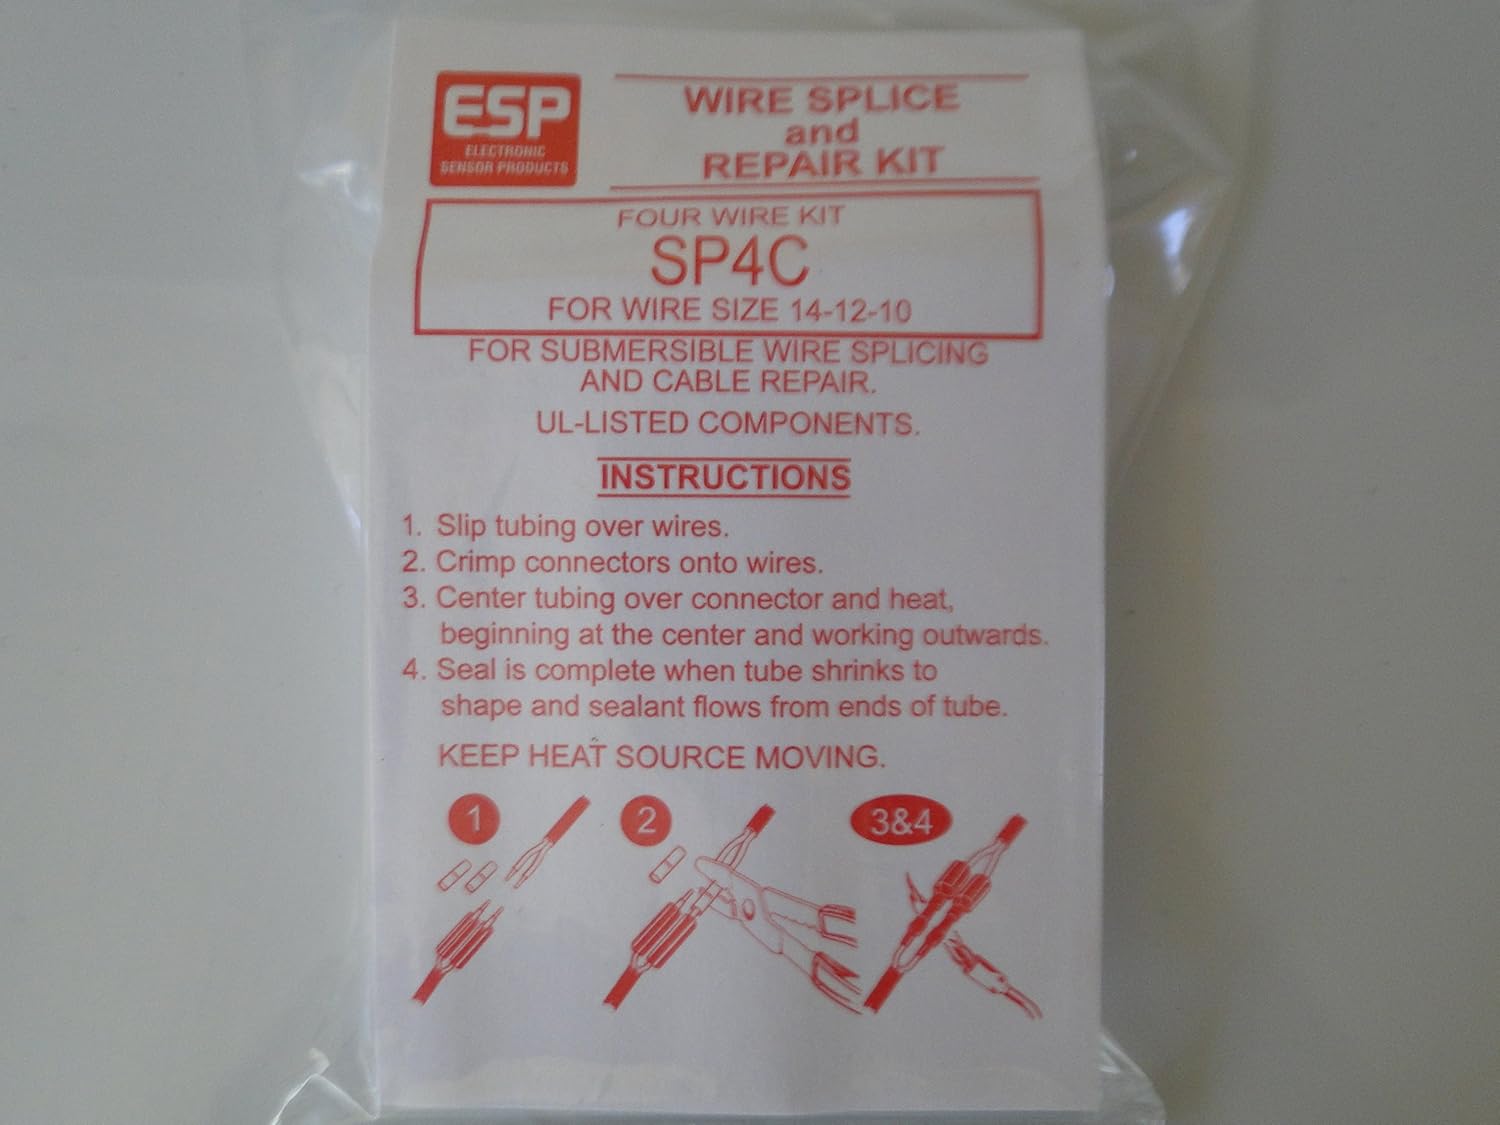 ESP
ELECTRONIC
SENSOR PRODUCTS
WIRE SPLICE
and
REPAIR KIT
FOUR WIRE KIT
SP4C
FOR WIRE SIZE 14-12-10
FOR SUBMERSIBLE WIRE SPLICING
AND CABLE REPAIR.
UL-LISTED COMPONENTS.
INSTRUCTIONS
1. Slip tubing over wires.
2. Crimp connectors onto wires.
3. Center tubing over connector and heat,
beginning at the center and working outwards.
4. Seal is complete when tube shrinks to
shape and sealant flows from ends of tube.
KEEP HEAT SOURCE MOVING.
1
2
3&4